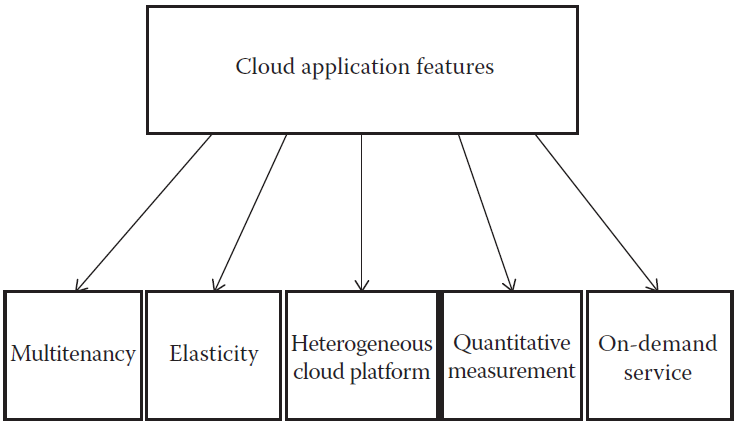 Cloud application features
Multitenancy
Elasticity
Heterogeneous
cloud platform
Quantitative
measurement
On-demand
service